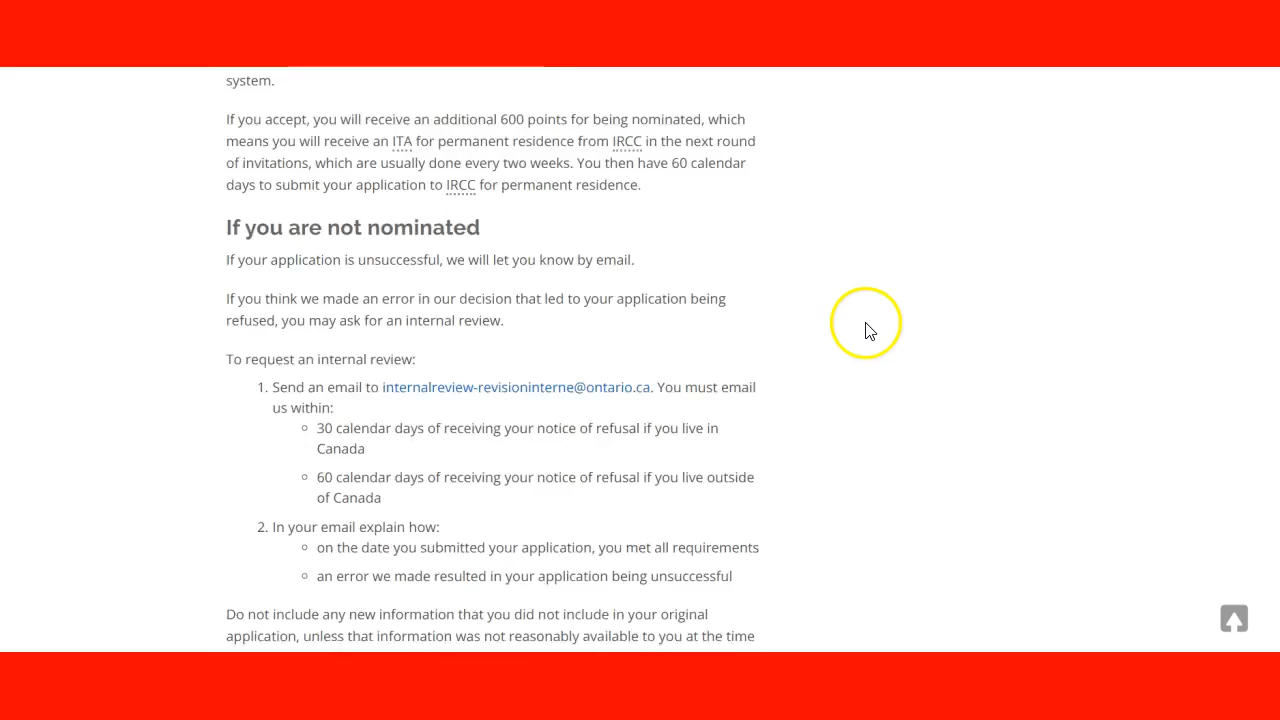 system.
If you accept, you will receive an additional 600 points for being nominated, which
means you will receive an ITA for permanent residence from IRCC in the next round
of invitations, which are usually done every two weeks. You then have 60 calendar
days to submit your application to IRCC for permanent residence.
If you are not nominated
If your application is unsuccessful, we will let you know by email.
If you think we made an error in our decision that led to your application being
refused, you may ask for an internal review.
To request an internal review:
1. Send an email to internalreview-revisioninterne@ontario.ca. You must email
us within:
◦ 30 calendar days of receiving your notice of refusal if you live in
Canada
◦ 60 calendar days of receiving your notice of refusal if you live outside
of Canada
2. In your email explain how:
◦ on the date you submitted your application, you met all requirements
◦ an error we made resulted in your application being unsuccessful
Do not include any new information that you did not include in your original
application, unless that information was not reasonably available to you at the time